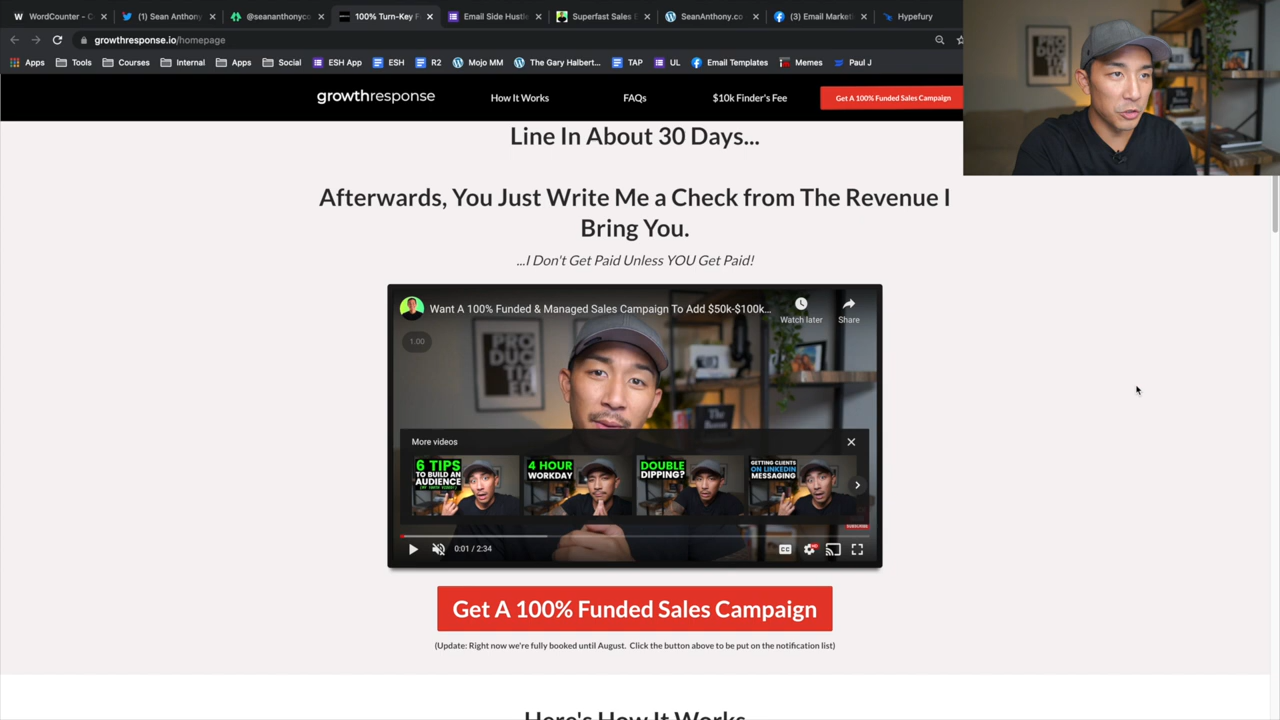 WordCounter - C
(1) Sean Anthony
@seananthonyco
100% Turn-Key F
Email Side Hustle
Superfast Sales E
SeanAnthony.co
(3) Email Market
Hypefury
growthresponse.io/homepage
Apps
Tools
Courses
Internal
Apps
Social
ESH App
ESH
R2
Mojo MM
The Gary Halbert...
TAP
UL
Email Templates
Memes
Paul J
growthresponse
How It Works
FAQs
$10k Finder's Fee
Get A 100% Funded Sales Campaign
Line In About 30 Days...
Afterwards, You Just Write Me a Check from The Revenue I
Bring You.
...I Don't Get Paid Unless YOU Get Paid!
Want A 100% Funded & Managed Sales Campaign To Add $50k-$100k...
Watch later
Share
1.00
More videos
6 TIPS
TO BUILD AN
AUDIENCE
4 HOUR
WORKDAY
DOUBLE
DIPPING?
GETTING CLIENTS
ON LINKEDIN
MESSAGING
SUBSCRIBE
0:01 / 2:34
CC
Get A 100% Funded Sales Campaign
(Update: Right now we're fully booked until August. Click the button above to be put on the notification list)
Here's How It Works